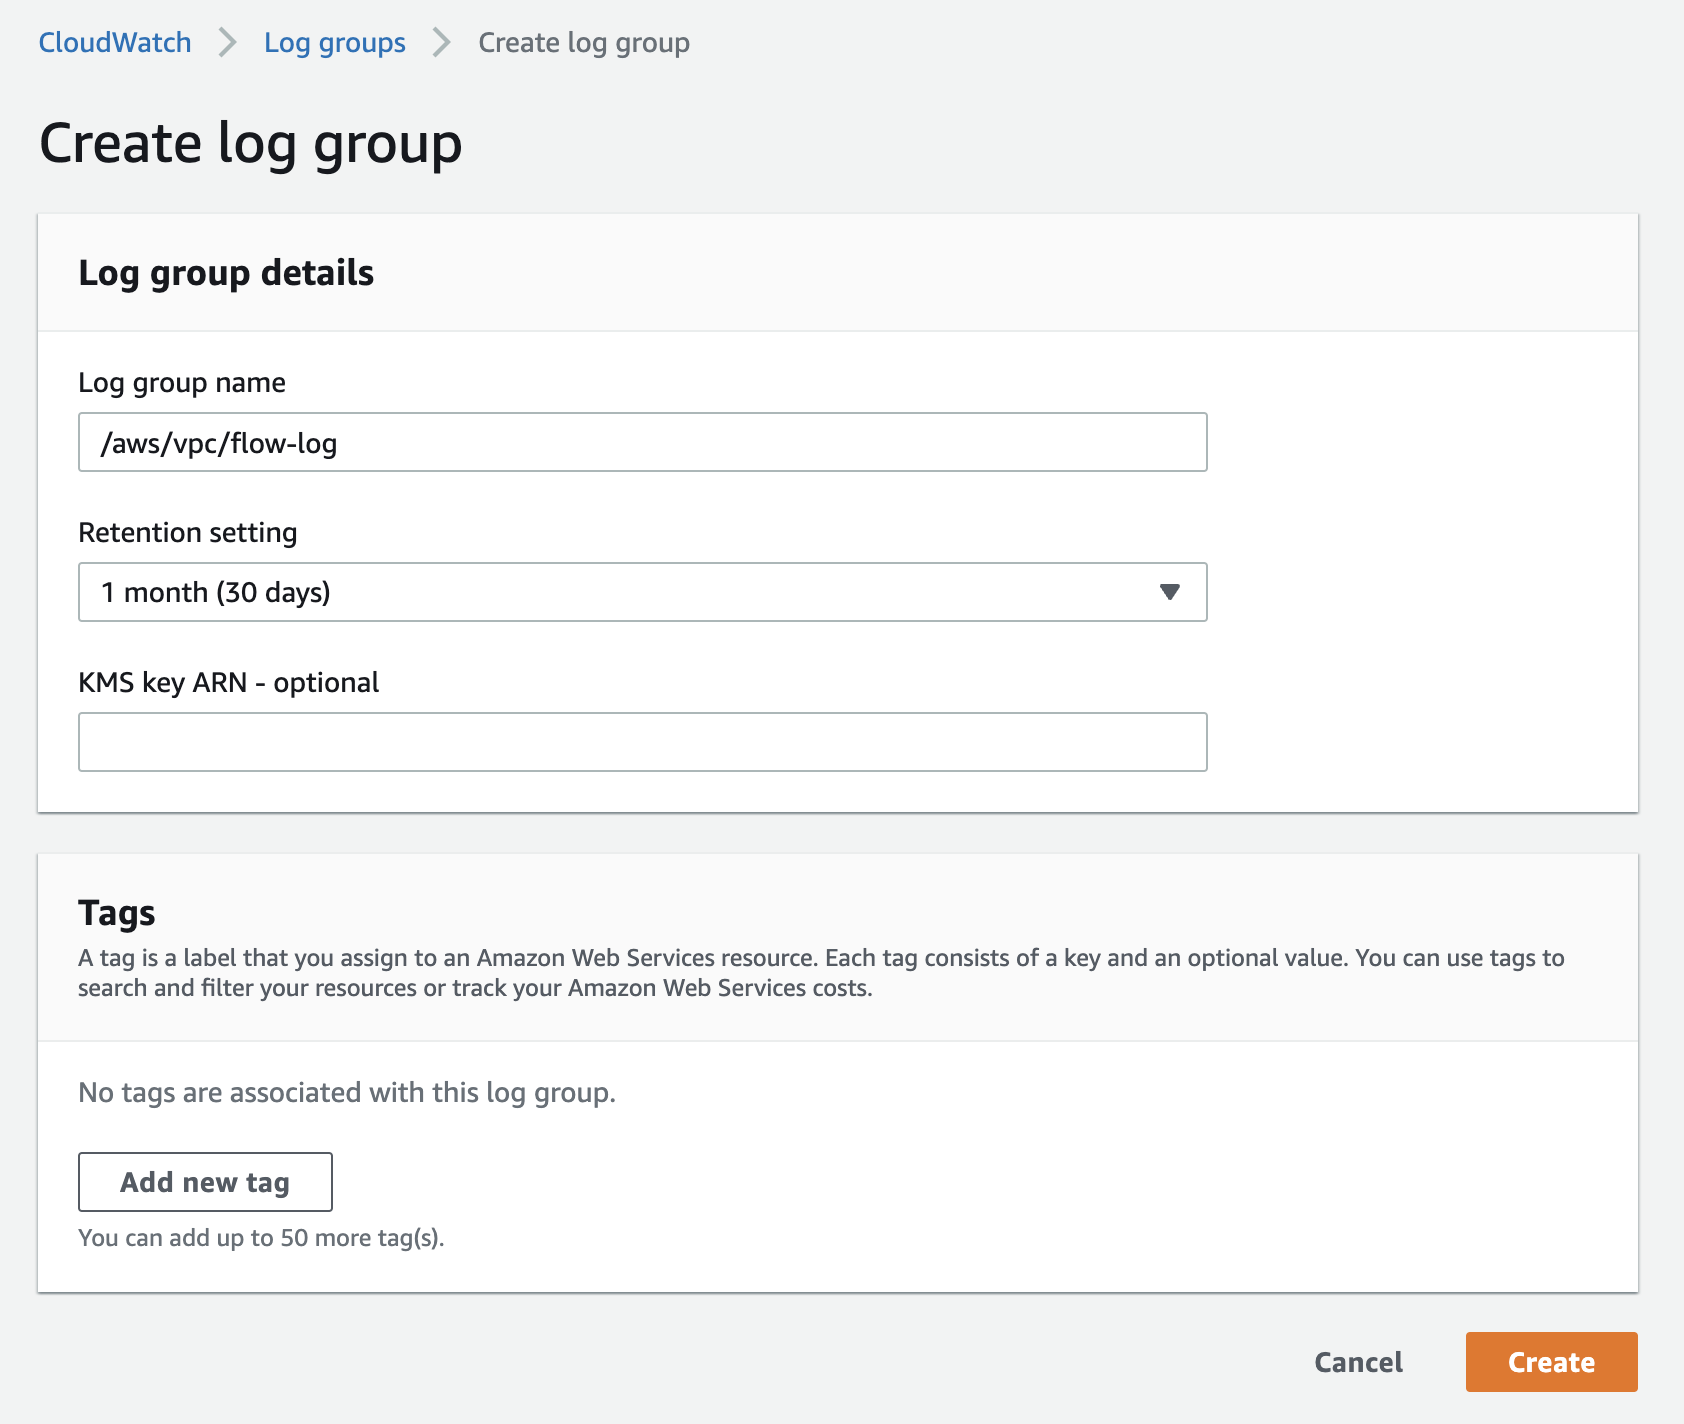 CloudWatch > Log groups > Create log group
Create log group
Log group details
Log group name
/aws/vpc/flow-log
Retention setting
1 month (30 days)
KMS key ARN - optional
Tags
A tag is a label that you assign to an Amazon Web Services resource. Each tag consists of a key and an optional value. You can use tags to
search and filter your resources or track your Amazon Web Services costs.
No tags are associated with this log group.
Add new tag
You can add up to 50 more tag(s).
Cancel Create